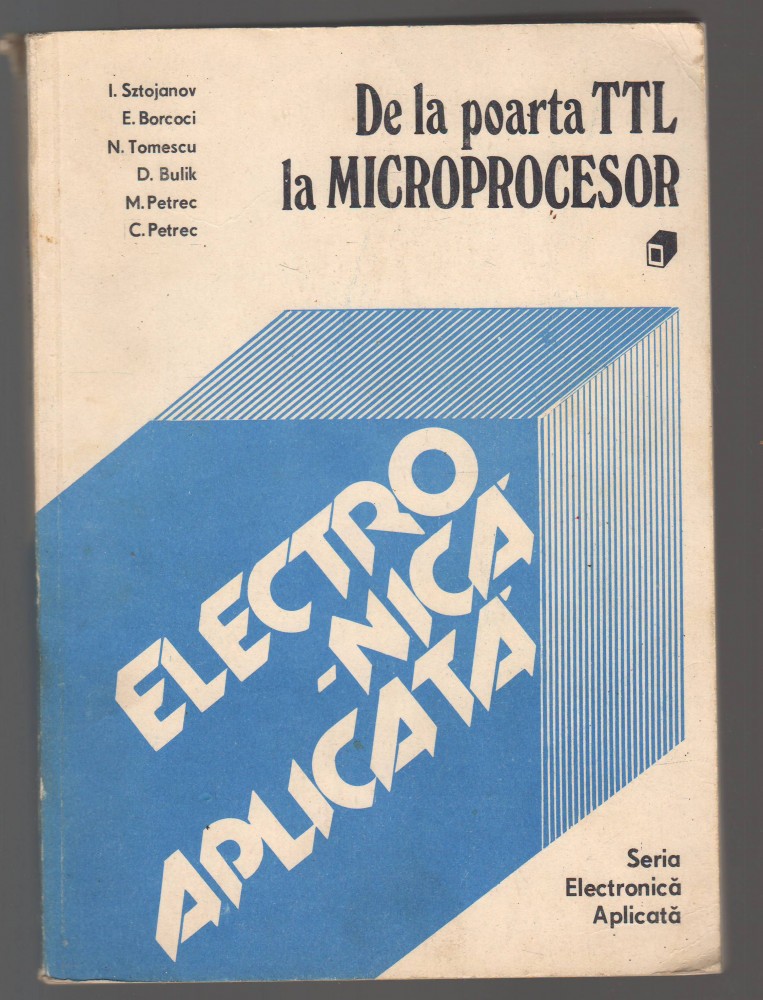 I. Sztojanov
E. Borcoci
N. Tomescu
D. Bulik
M. Petrec
C. Petrec
De la poarta TTL
la MICROPROCESOR
ELECTRO
-NICĂ
APLICATĂ
Seria
Electronică
Aplicată